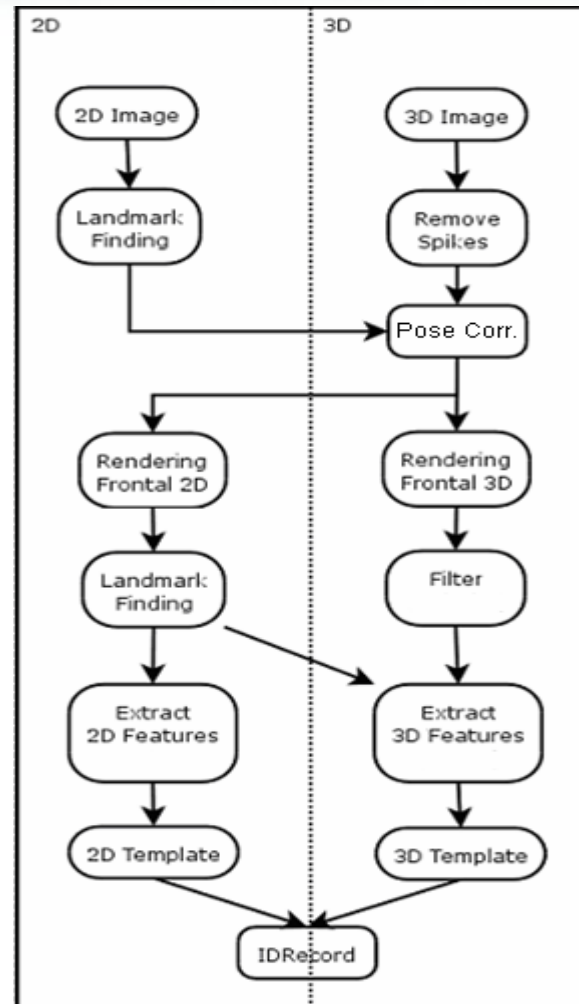 2D
3D
2D Image
3D Image
Landmark
Finding
Remove
Spikes
Pose Corr.
Rendering
Frontal 2D
Rendering
Frontal 3D
Landmark
Finding
Filter
Extract
2D Features
Extract
3D Features
2D Template
3D Template
IDRecord